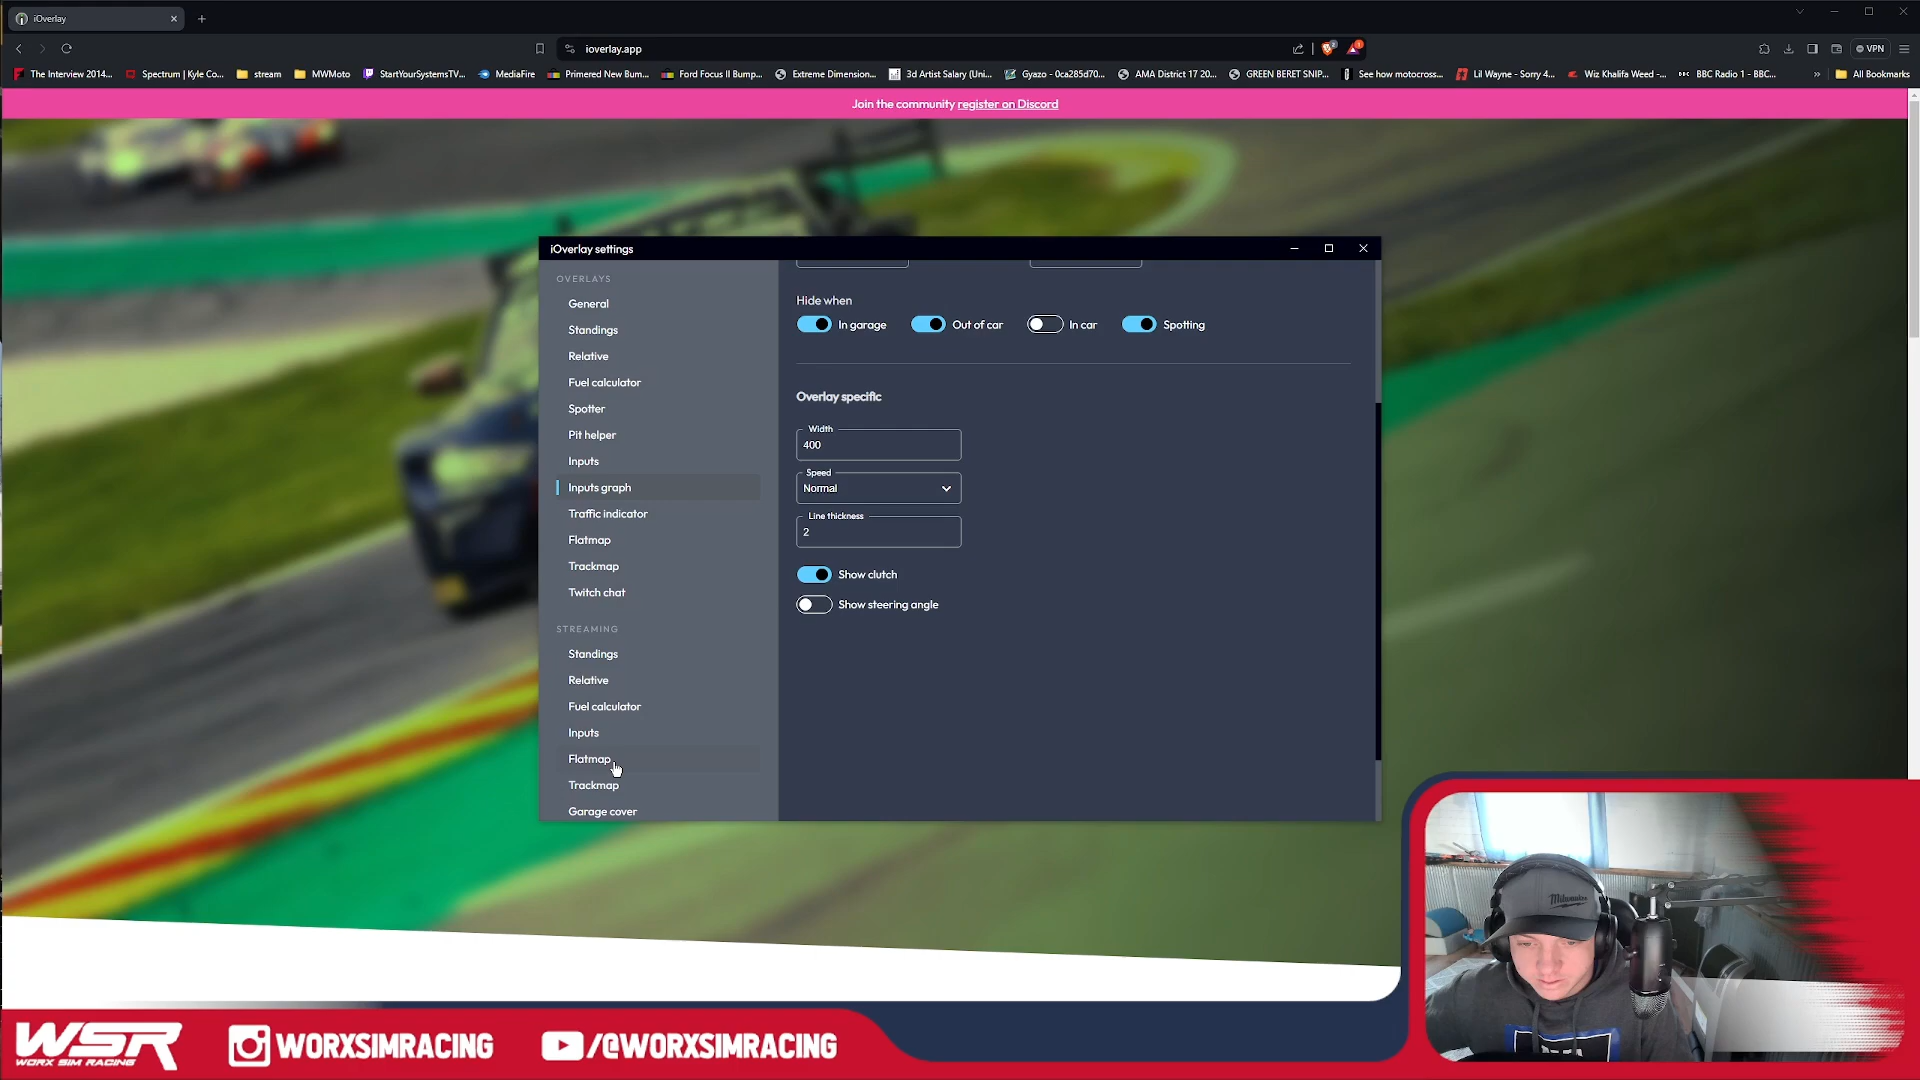 iOverlay
ioverlay.app
2
1
VPN
The Interview 2014...
Spectrum | Kyle Co...
stream
MWMoto
StartYourSystemsTV...
MediaFire
Primered New Bum...
Ford Focus II Bump...
Extreme Dimension...
3d Artist Salary (Uni...
Gyazo - 0ca285d70...
AMA District 17 20...
GREEN BERET SNIP...
See how motocross...
Lil Wayne - Sorry 4...
Wiz Khalifa Weed -...
BBC Radio 1 - BBC...
»
All Bookmarks
Join the community register on Discord
iOverlay settings
OVERLAYS
General
Standings
Relative
Fuel calculator
Spotter
Pit helper
Inputs
Inputs graph
Traffic indicator
Flatmap
Trackmap
Twitch chat
STREAMING
Standings
Relative
Fuel calculator
Inputs
Flatmap
Trackmap
Garage cover
Hide when
In garage
Out of car
In car
Spotting
Overlay specific
Width
400
Speed
Normal
Line thickness
2
Show clutch
Show steering angle
Milwaukee
WSR
WORX SIM RACING
WORXSIMRACING
/@WORXSIMRACING